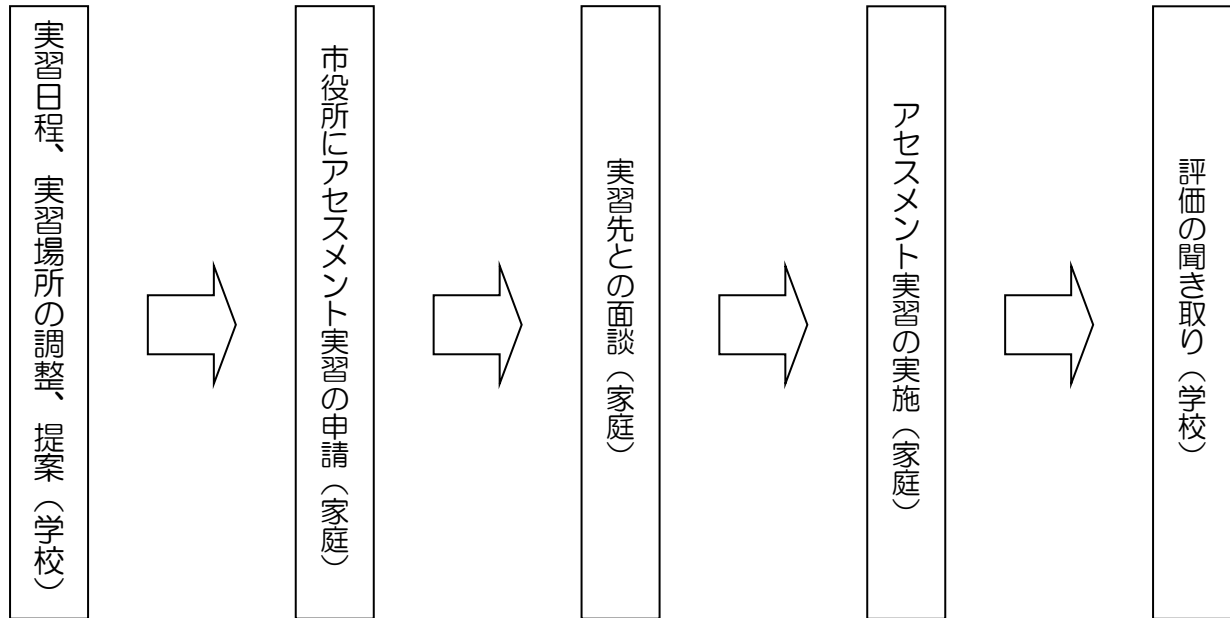 実習日程、実習場所の調整、提案（学校）
市役所にアセスメント実習の申請（家庭）
実習先との面談（家庭）
アセスメント実習の実施（家庭）
評価の聞き取り（学校）